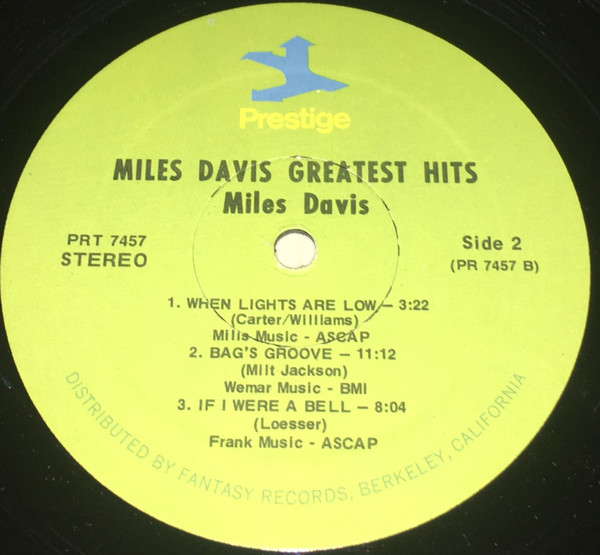 Prestige
MILES DAVIS GREATEST HITS
Miles Davis
PRT 7457
STEREO
Side 2
(PR 7457 B)
1. WHEN LIGHTS ARE LOW – 3:22
(Carter/Williams)
Mills Music - ASCAP
2. BAG'S GROOVE – 11:12
(Milt Jackson)
Wemar Music - BMI
3. IF I WERE A BELL – 8:04
(Loesser)
Frank Music - ASCAP
DISTRIBUTED BY FANTASY RECORDS, BERKELEY, CALIFORNIA